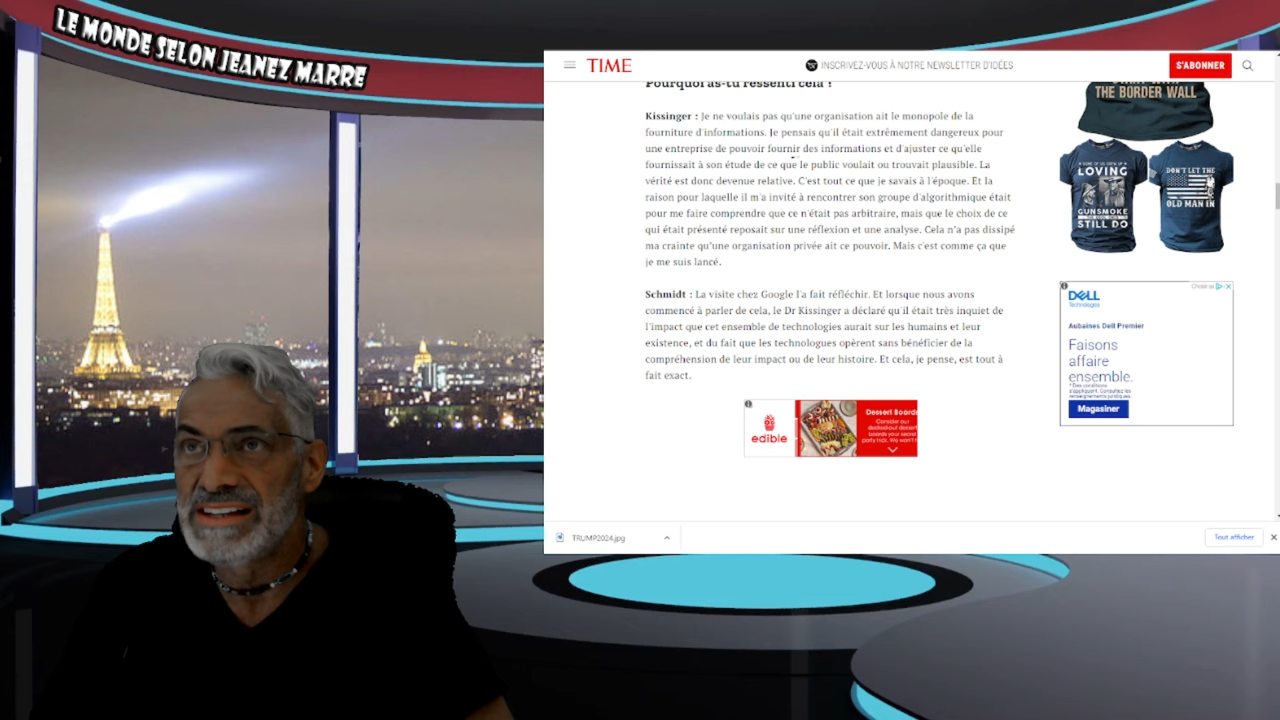 LE MONDE SELON JEANEZ MARRE
TIME
INSCRIVEZ-VOUS À NOTRE NEWSLETTER D'IDÉES
S'ABONNER
Pourquoi as-tu ressenti cela ?
Kissinger : Je ne voulais pas qu'une organisation ait le monopole de la
fourniture d'informations. Je pensais qu'il était extrêmement dangereux pour
une entreprise de pouvoir fournir des informations et d'ajuster ce qu'elle
fournissait à son étude de ce que le public voulait ou trouvait plausible. La
vérité est donc devenue relative. C'est tout ce que je savais à l'époque. Et la
raison pour laquelle il m'a invité à rencontrer son groupe d'algorithmique était
pour me faire comprendre que ce n'était pas arbitraire, mais que le choix de ce
qui était présenté reposait sur une réflexion et une analyse. Cela n'a pas dissipé
ma crainte qu'une organisation privée ait ce pouvoir. Mais c'est comme ça que
je me suis lancé.
Schmidt : La visite chez Google l'a fait réfléchir. Et lorsque nous avons
commencé à parler de cela, le Dr Kissinger a déclaré qu'il était très inquiet de
l'impact que cet ensemble de technologies aurait sur les humains et leur
existence, et du fait que les technologues opèrent sans bénéficier de la
compréhension de leur impact ou de leur histoire. Et cela, je pense, est tout à
fait exact.
edible
Dessert Boards
THE BORDER WALL
LOVING
GUNSMOKE
STILL DO
DON'T LET THE
OLD MAN IN
DELL
Technologies
Aubaines Dell Premier
Faisons
affaire
ensemble.
* Des conditions
s'appliquent. Consultez les
renseignements juridiques.
Magasiner
TRUMP2024.jpg
Tout afficher